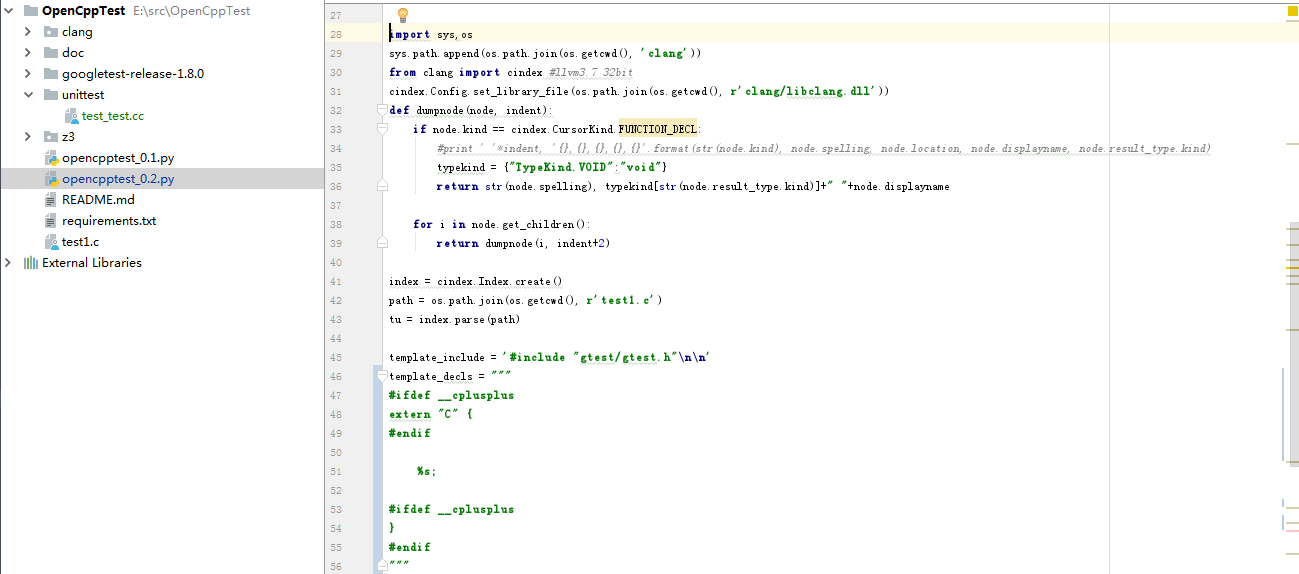 OpenCppTest E:\src\OpenCppTest
clang
doc
googletest-release-1.8.0
unittest
test_test.cc
z3
opencpptest_0.1.py
opencpptest_0.2.py
README.md
requirements.txt
test1.c
External Libraries
27
28 import sys,os
29 sys.path.append(os.path.join(os.getcwd(), 'clang'))
30 from clang import cindex #llvm3.7 32bit
31 cindex.Config.set_library_file(os.path.join(os.getcwd(), r'clang/libclang.dll'))
32 def dumpnode(node, indent):
33 if node.kind == cindex.CursorKind.FUNCTION_DECL:
34 #print ' '*indent, '{},{},{},{},{}'.format(str(node.kind), node.spelling, node.location, node.displayname, node.result_type.kind)
35 typekind = {"TypeKind.VOID":"void"}
36 return str(node.spelling), typekind[str(node.result_type.kind)]+" "+node.displayname
37
38 for i in node.get_children():
39 return dumpnode(i, indent+2)
40
41 index = cindex.Index.create()
42 path = os.path.join(os.getcwd(), r'test1.c')
43 tu = index.parse(path)
44
45 template_include = '#include "gtest/gtest.h"\n\n'
46 template_decls = """
47 #ifdef __cplusplus
48 extern "C" {
49 #endif
50
51 %s;
52
53 #ifdef __cplusplus
54 }
55 #endif
56 """